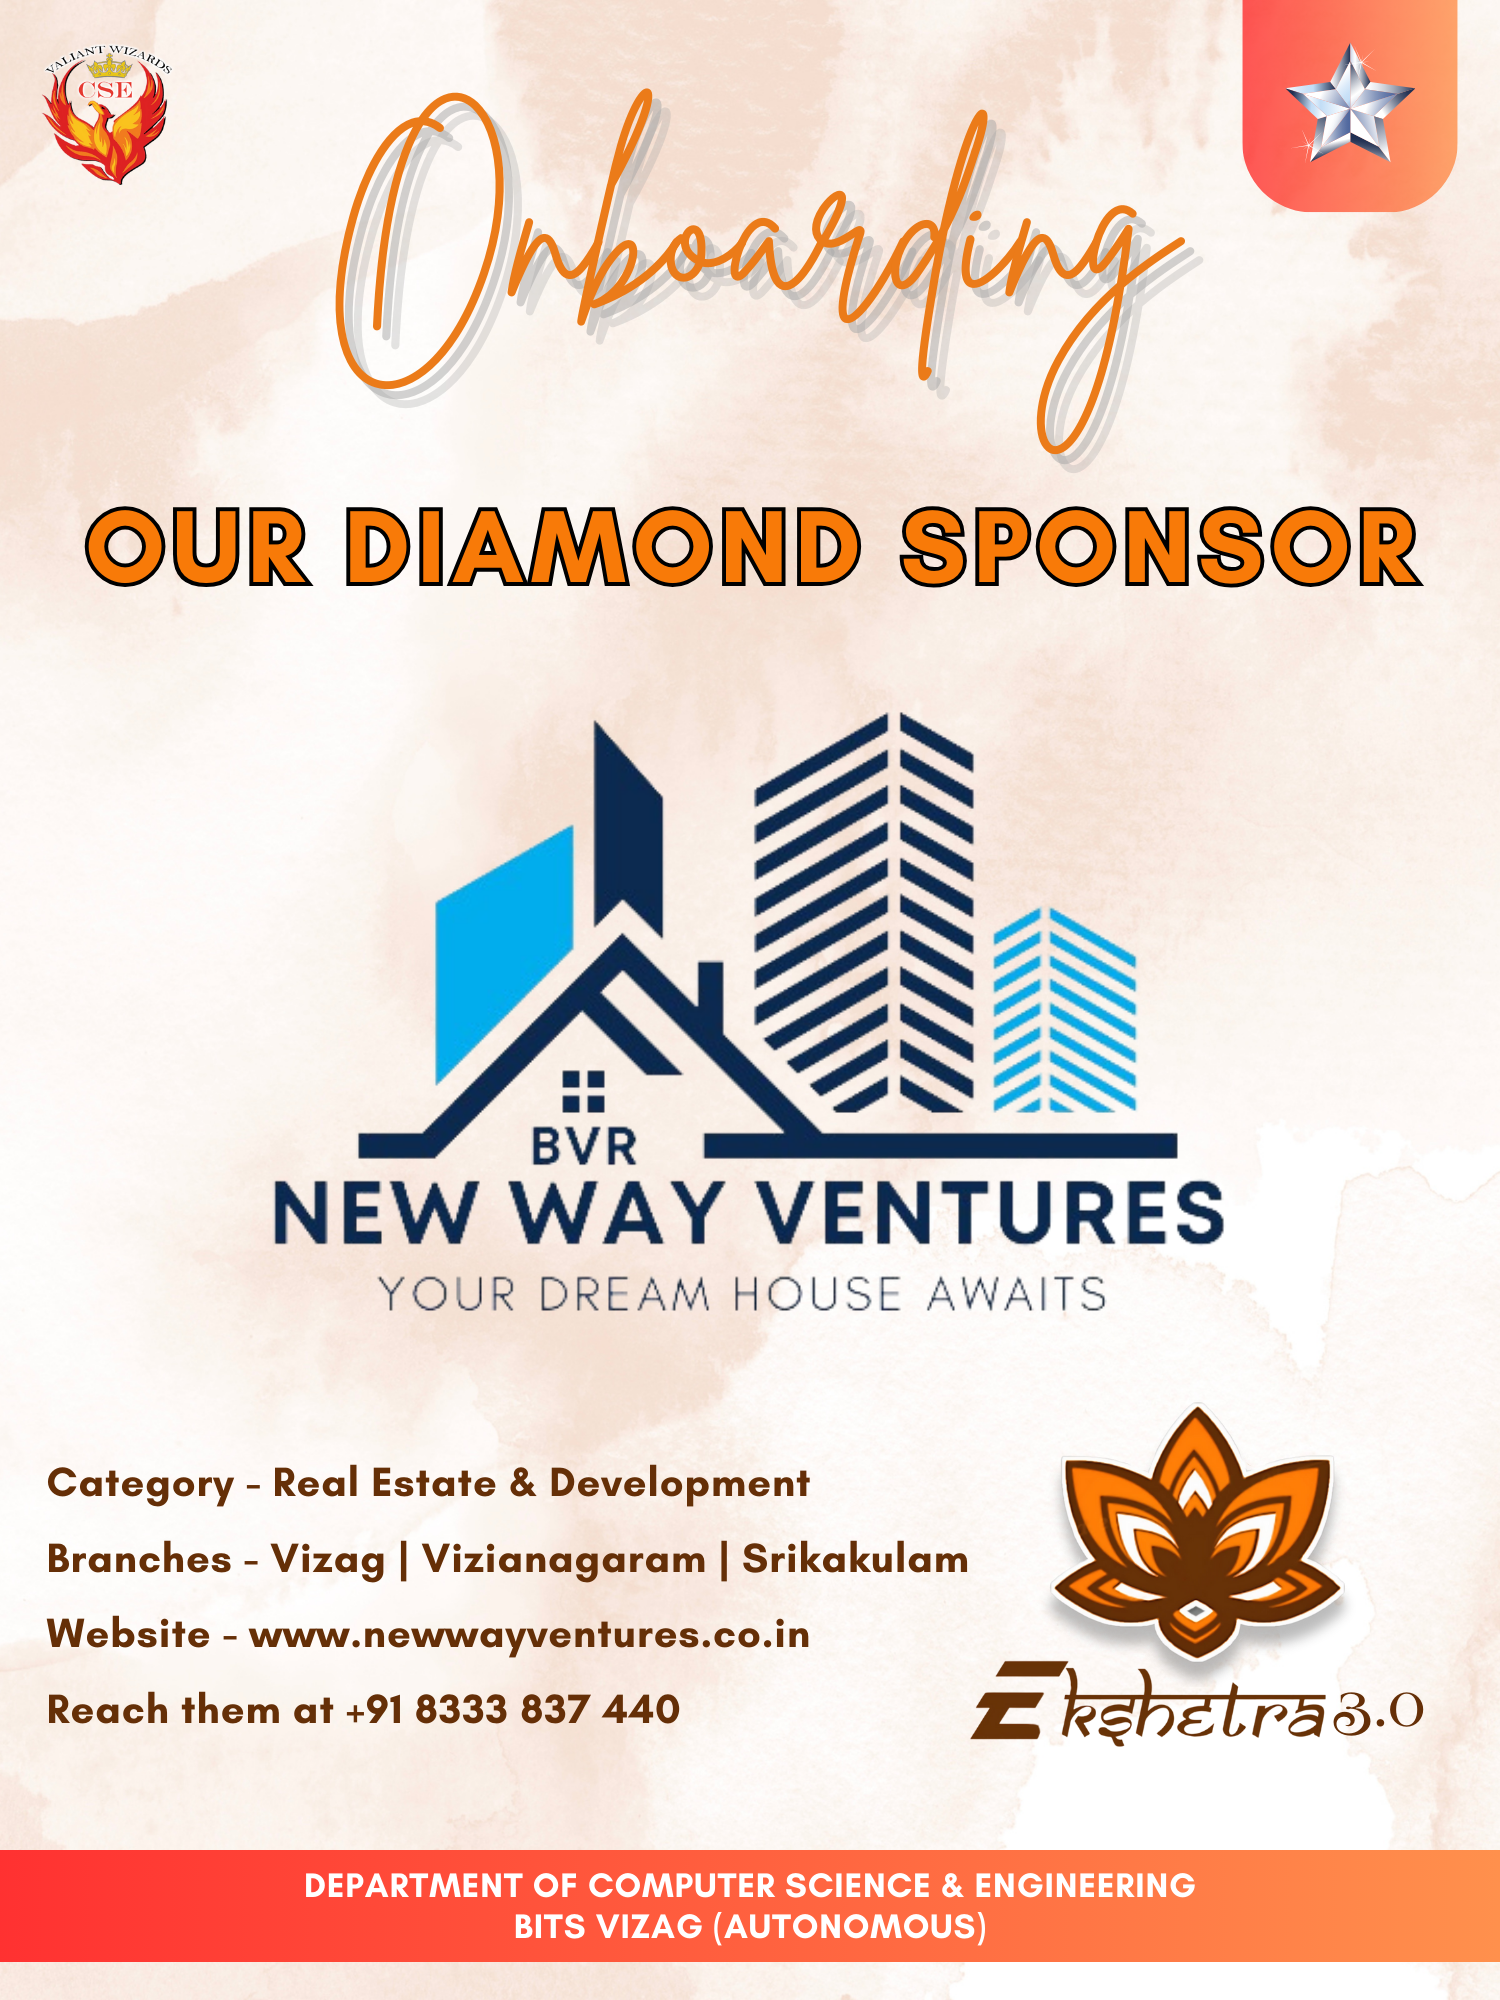 VALIANT WIZARDS
CSE
Onboarding
OUR DIAMOND SPONSOR
BVR
NEW WAY VENTURES
YOUR DREAM HOUSE AWAITS
Category - Real Estate & Development
Branches - Vizag | Vizianagaram | Srikakulam
Website - www.newwayventures.co.in
Reach them at +91 8333 837 440
Ekshetra 3.0
DEPARTMENT OF COMPUTER SCIENCE & ENGINEERING
BITS VIZAG (AUTONOMOUS)